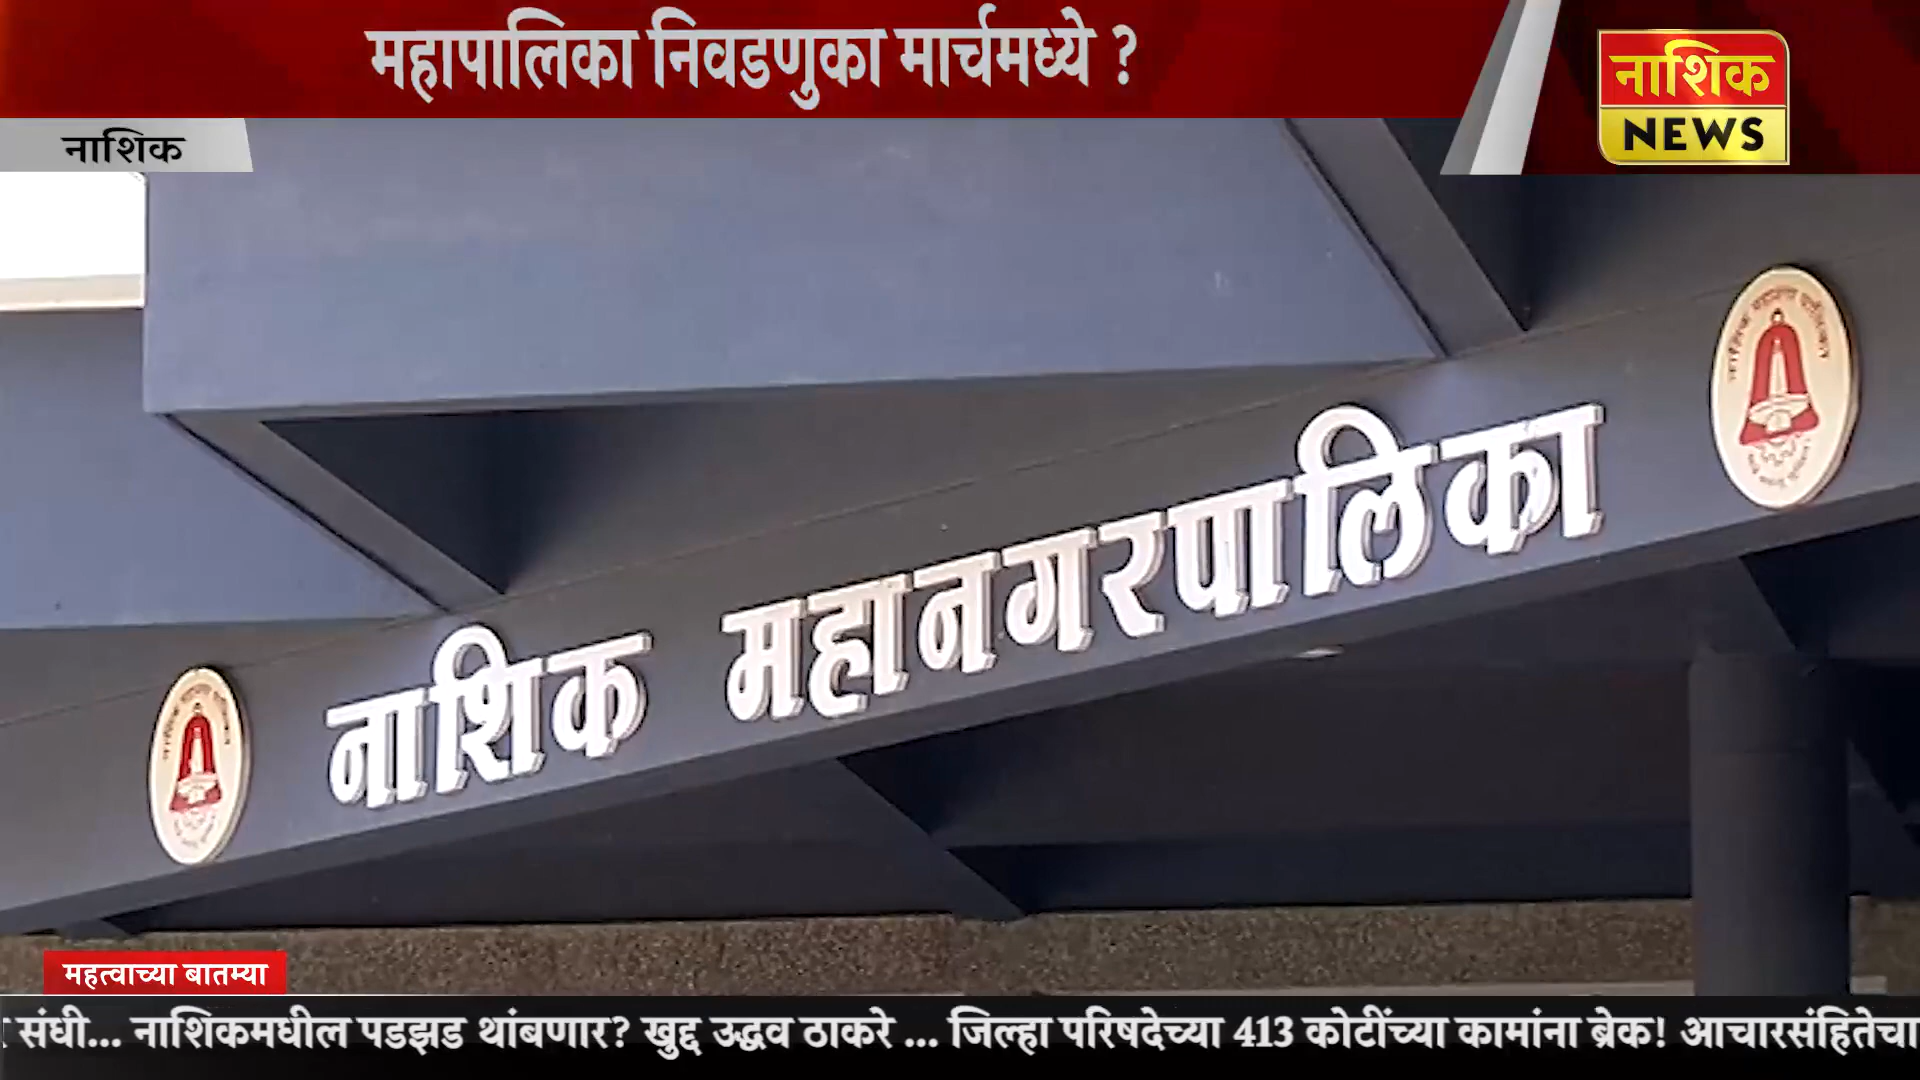 महापालिका निवडणुका मार्चमध्ये ?
नाशिक
NEWS
नाशिक
नाशिक महानगरपालिका
महत्वाच्या बातम्या
संधी... नाशिकमधील पडझड थांबणार? खुद्द उद्धव ठाकरे ... जिल्हा परिषदेच्या 413 कोटींच्या कामांना ब्रेक! आचारसंहितेचा